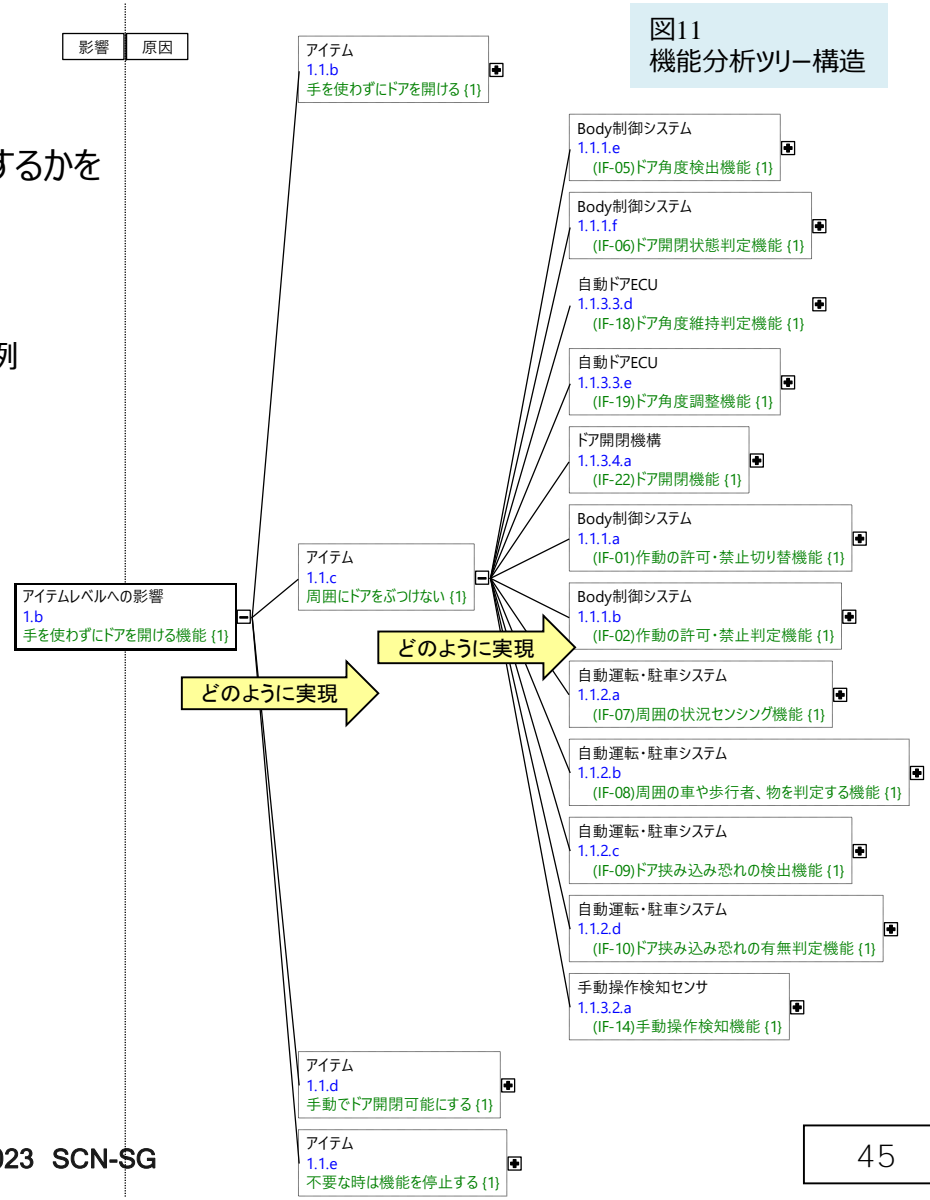 影響 原因
図11
機能分析ツリー構造
するかを
例
アイテム
1.1.b
手を使わずにドアを開ける {1}
Body制御システム
1.1.1.e
(IF-05)ドア角度検出機能 {1}
Body制御システム
1.1.1.f
(IF-06)ドア開閉状態判定機能 {1}
自動ドアECU
1.1.3.3.d
(IF-18)ドア角度維持判定機能 {1}
自動ドアECU
1.1.3.3.e
(IF-19)ドア角度調整機能 {1}
ドア開閉機構
1.1.3.4.a
(IF-22)ドア開閉機能 {1}
アイテム
1.1.c
周囲にドアをぶつけない {1}
Body制御システム
1.1.1.a
(IF-01)作動の許可・禁止切り替機能 {1}
アイテムレベルへの影響
1.b
手を使わずにドアを開ける機能 {1}
Body制御システム
1.1.1.b
(IF-02)作動の許可・禁止判定機能 {1}
どのように実現
どのように実現
自動運転・駐車システム
1.1.2.a
(IF-07)周囲の状況センシング機能 {1}
自動運転・駐車システム
1.1.2.b
(IF-08)周囲の車や歩行者、物を判定する機能 {1}
自動運転・駐車システム
1.1.2.c
(IF-09)ドア挟み込み恐れの検出機能 {1}
自動運転・駐車システム
1.1.2.d
(IF-10)ドア挟み込み恐れの有無判定機能 {1}
手動操作検知センサ
1.1.3.2.a
(IF-14)手動操作検知機能 {1}
アイテム
1.1.d
手動でドア開閉可能にする {1}
アイテム
1.1.e
不要な時は機能を停止する {1}
023 SCN-SG
45